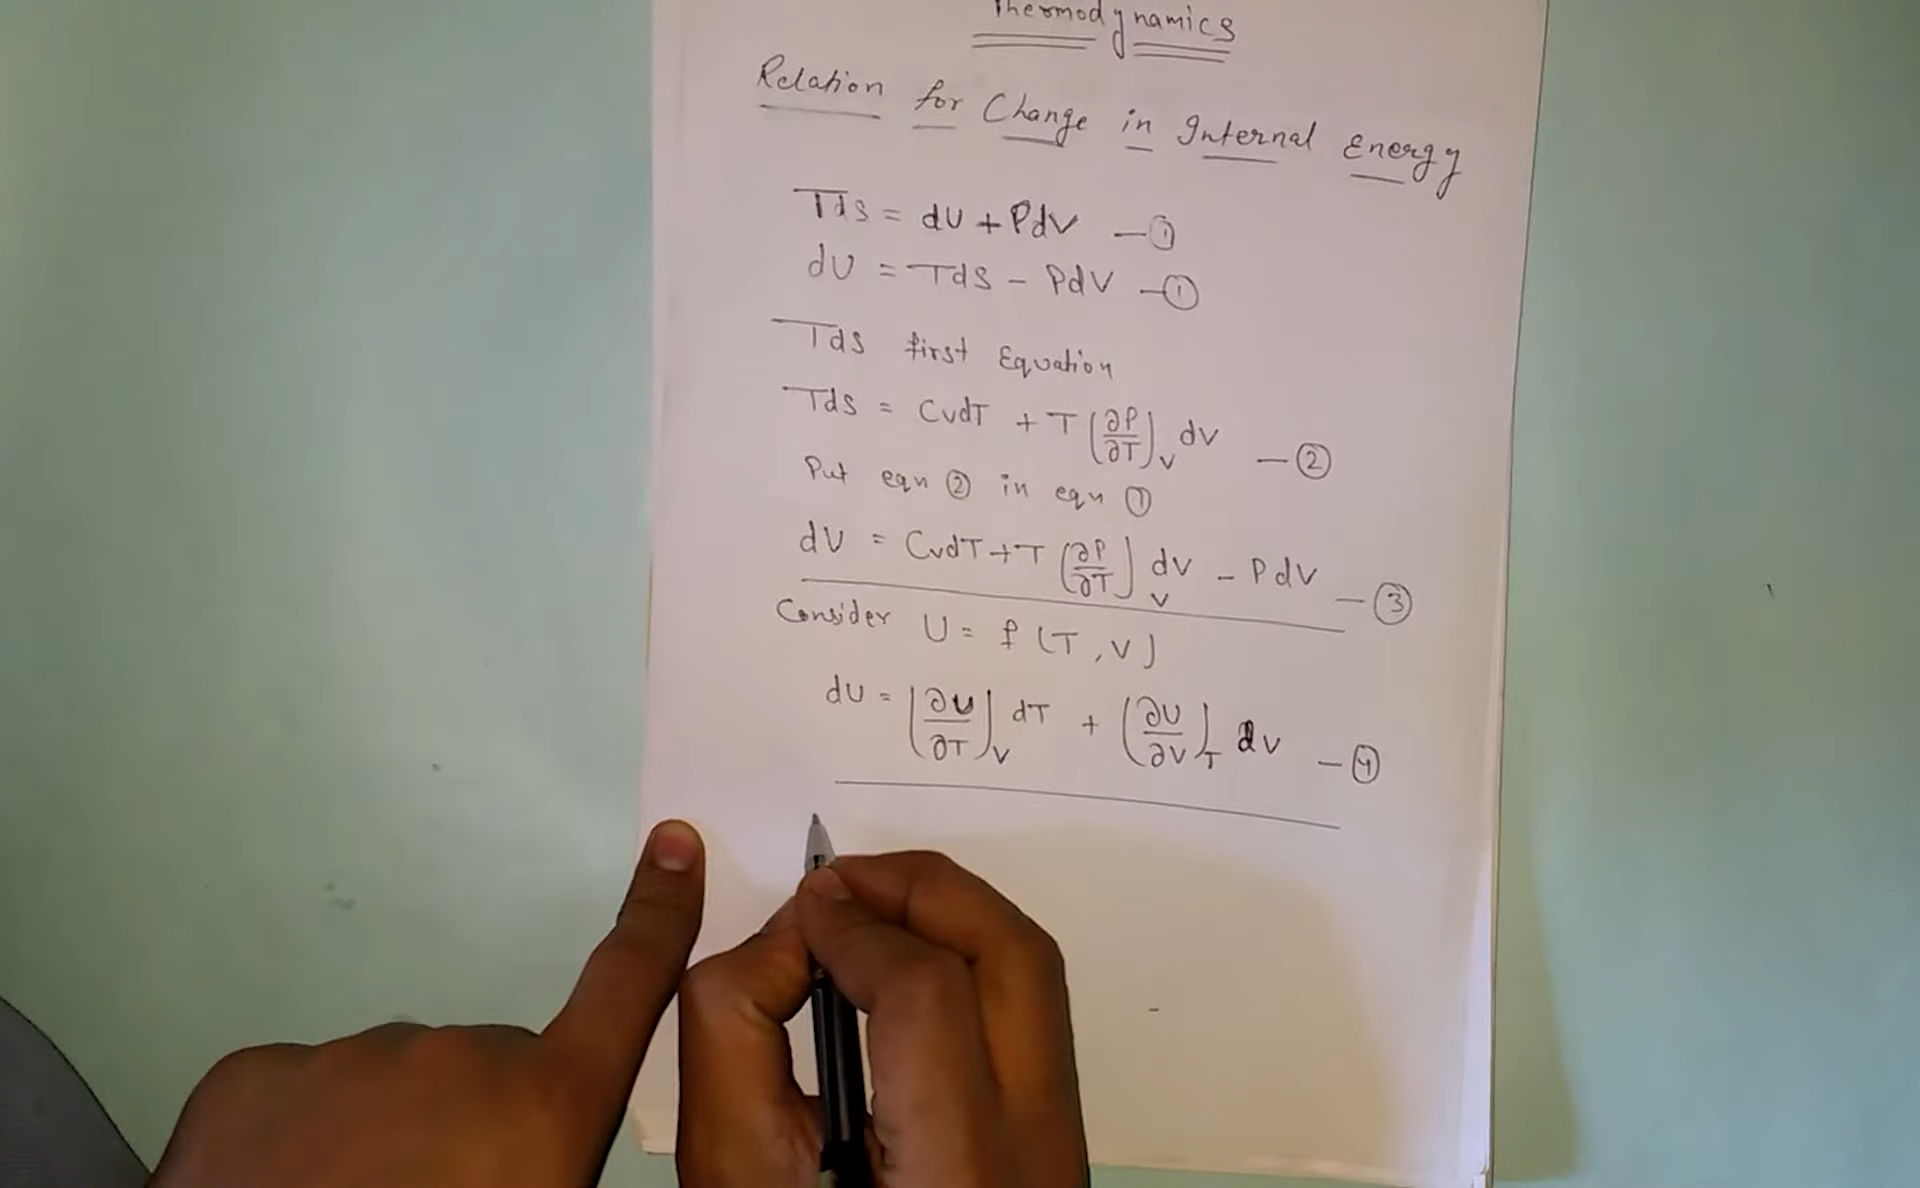 Thermodynamics
Relation for Change in Internal Energy
Tds = dU + PdV — ①
dU = Tds - PdV — ①
Tds first Equation
Tds = CvdT + T (∂P/∂T)V dV — ②
Put eqn ② in eqn ①
dU = CvdT + T (∂P/∂T)V dV - PdV — ③
Consider U = f (T, V)
dU = (∂U/∂T)V dT + (∂U/∂V)T dV — ④